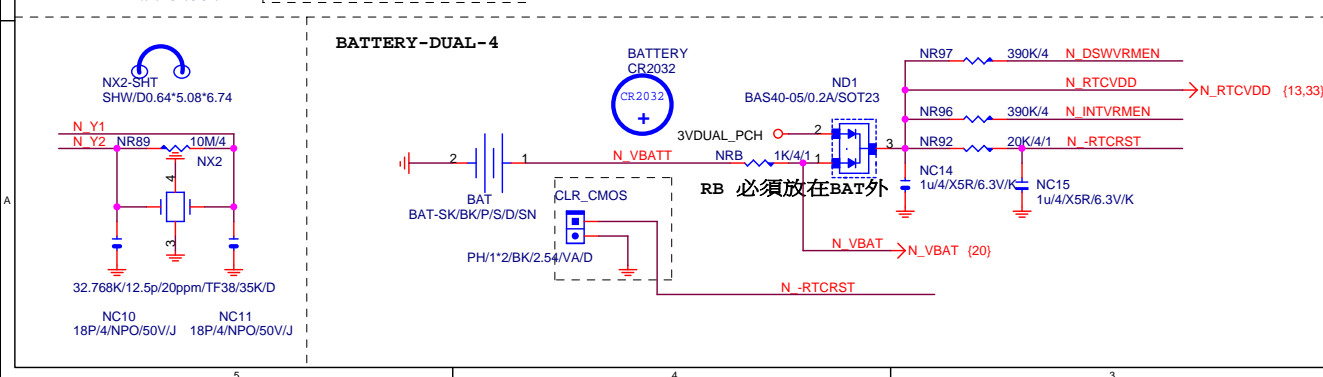 BATTERY-DUAL-4
NX2-SHT
SHW/D0.64*5.08*6.74
N_Y1
N_Y2
NR89
10M/4
NX2
4
3
32.768K/12.5p/20ppm/TF38/35K/D
NC10
18P/4/NPO/50V/J
NC11
18P/4/NPO/50V/J
BATTERY
CR2032
CR2032
+
2
1
BAT
BAT-SK/BK/P/S/D/SN
N_VBATT
3VDUAL_PCH
NRB
1K/4/1
ND1
BAS40-05/0.2A/SOT23
2
1
3
RB 必須放在BAT外
CLR_CMOS
PH/1*2/BK/2.54/VA/D
N_-RTCRST
N_VBAT
N_VBAT {20}
NR97
390K/4
N_DSWVRMEN
N_RTCVDD
N_RTCVDD {13,33}
NR96
390K/4
N_INTVRMEN
NR92
20K/4/1
N_-RTCRST
NC14
1u/4/X5R/6.3V/K
NC15
1u/4/X5R/6.3V/K
A
5
4
3